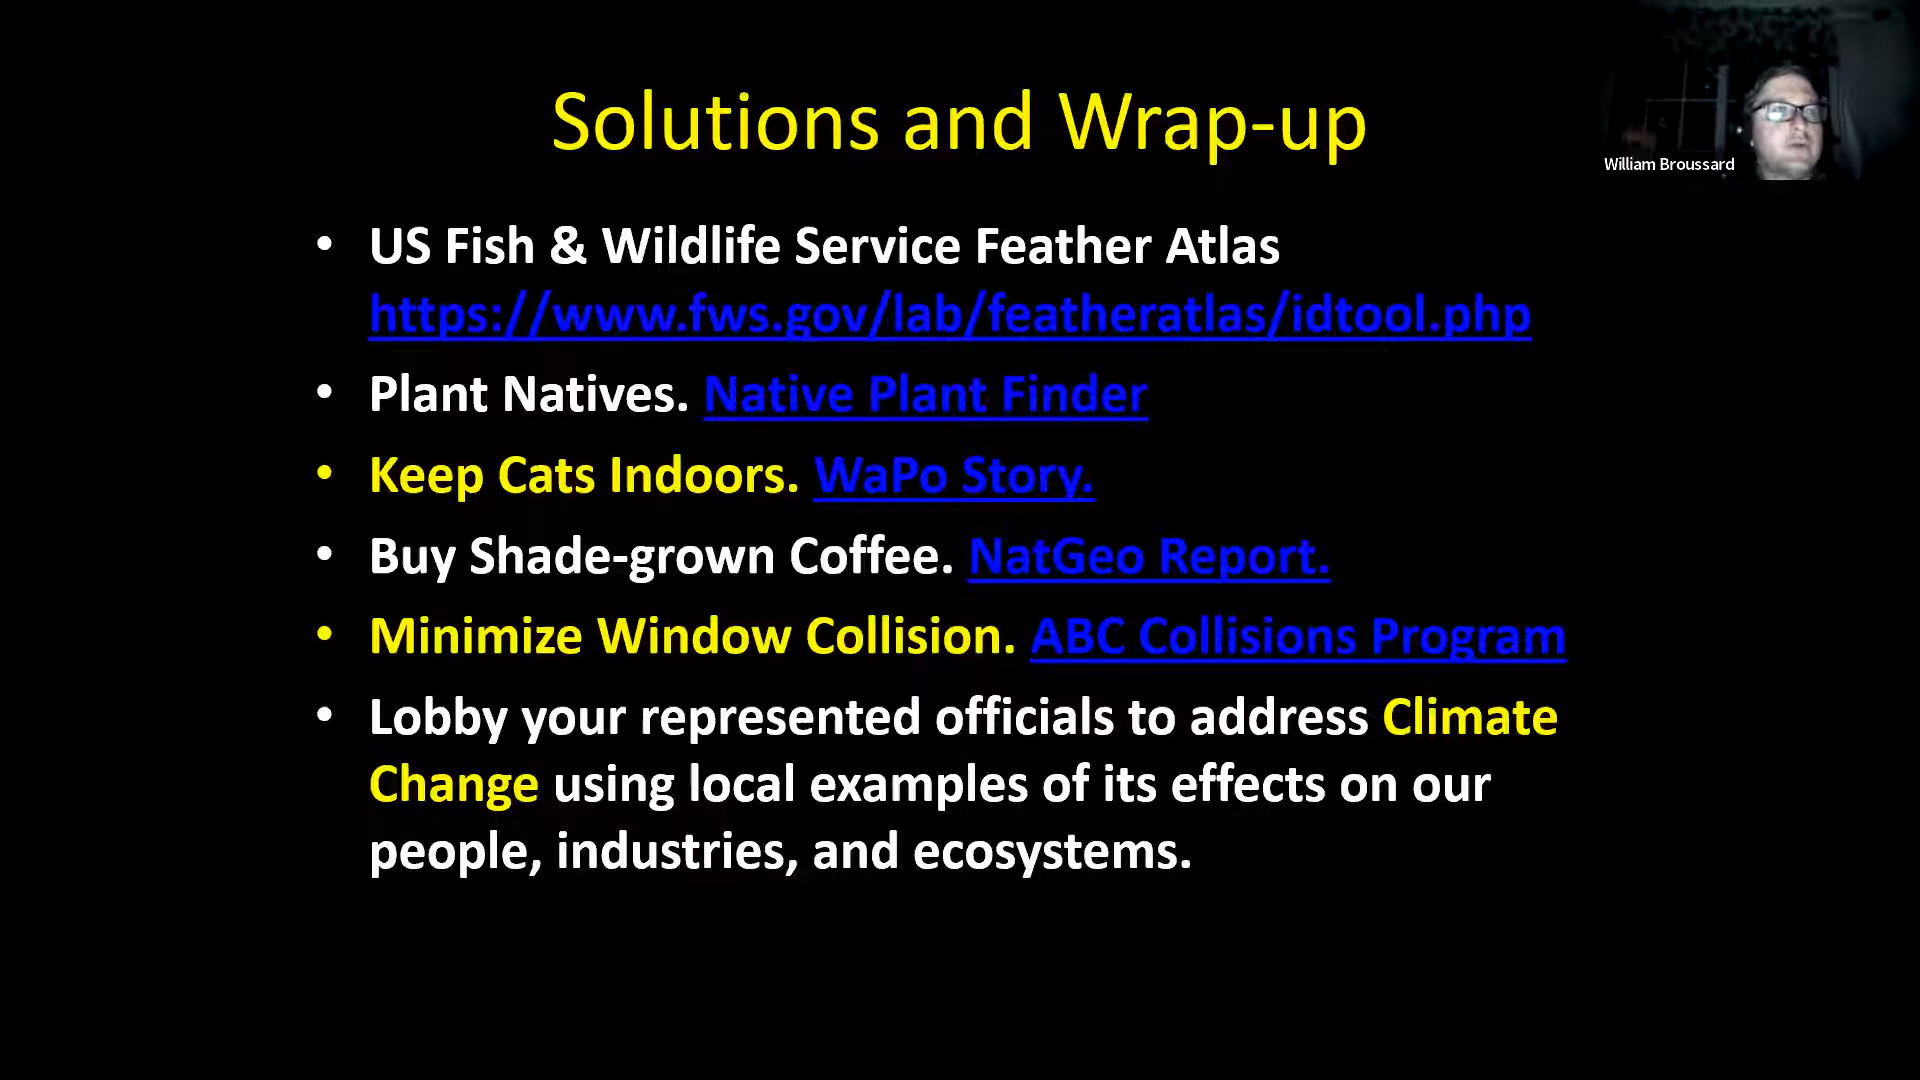 Solutions and Wrap-up
William Broussard
• US Fish & Wildlife Service Feather Atlas
https://www.fws.gov/lab/featheratlas/idtool.php
• Plant Natives. Native Plant Finder
• Keep Cats Indoors. WaPo Story.
• Buy Shade-grown Coffee. NatGeo Report.
• Minimize Window Collision. ABC Collisions Program
• Lobby your represented officials to address Climate
Change using local examples of its effects on our
people, industries, and ecosystems.